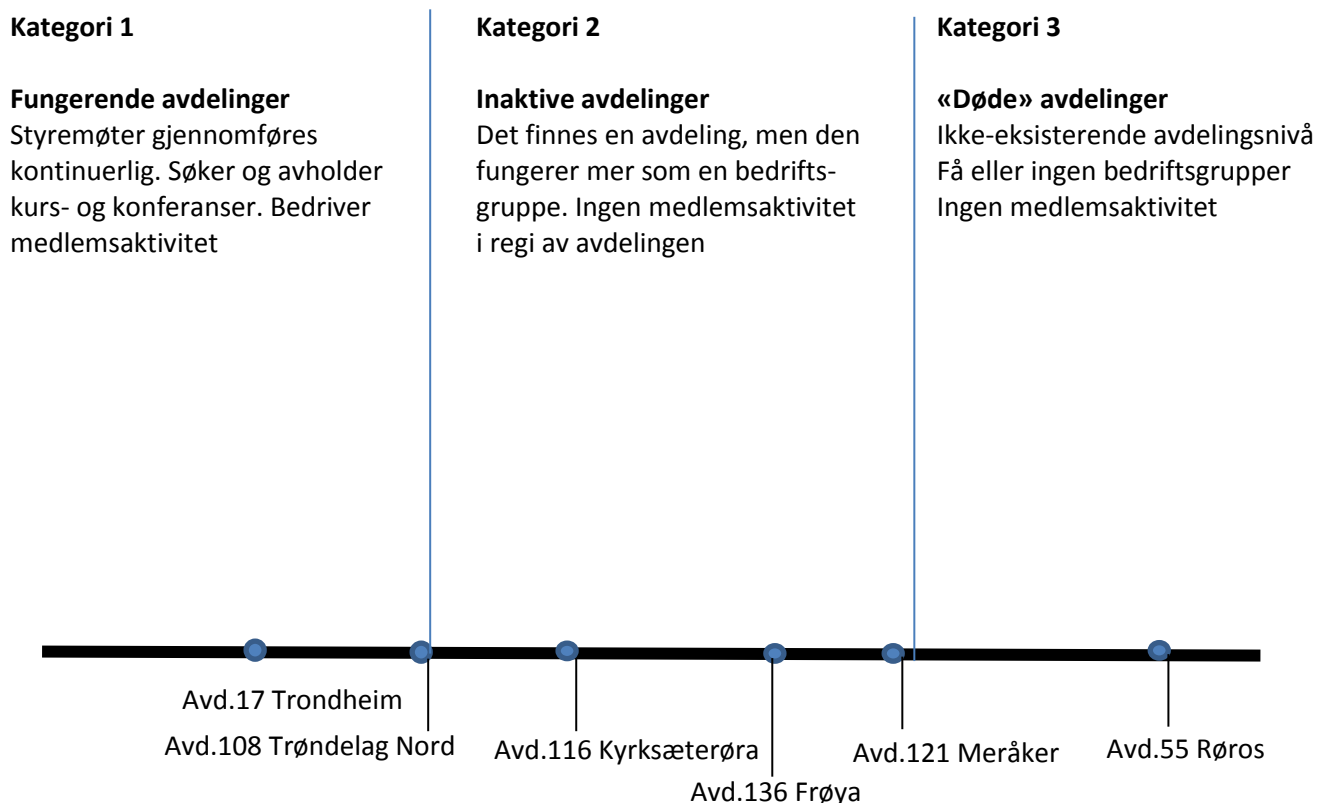 Kategori 1
Fungerende avdelinger
Styremøter gjennomføres
kontinuerlig. Søker og avholder
kurs- og konferanser. Bedriver
medlemsaktivitet
Kategori 2
Inaktive avdelinger
Det finnes en avdeling, men den
fungerer mer som en bedrifts-
gruppe. Ingen medlemsaktivitet
i regi av avdelingen
Kategori 3
«Døde» avdelinger
Ikke-eksisterende avdelingsnivå
Få eller ingen bedriftsgrupper
Ingen medlemsaktivitet
Avd.17 Trondheim
Avd.108 Trøndelag Nord
Avd.116 Kyrksæterøra
Avd.136 Frøya
Avd.121 Meråker
Avd.55 Røros